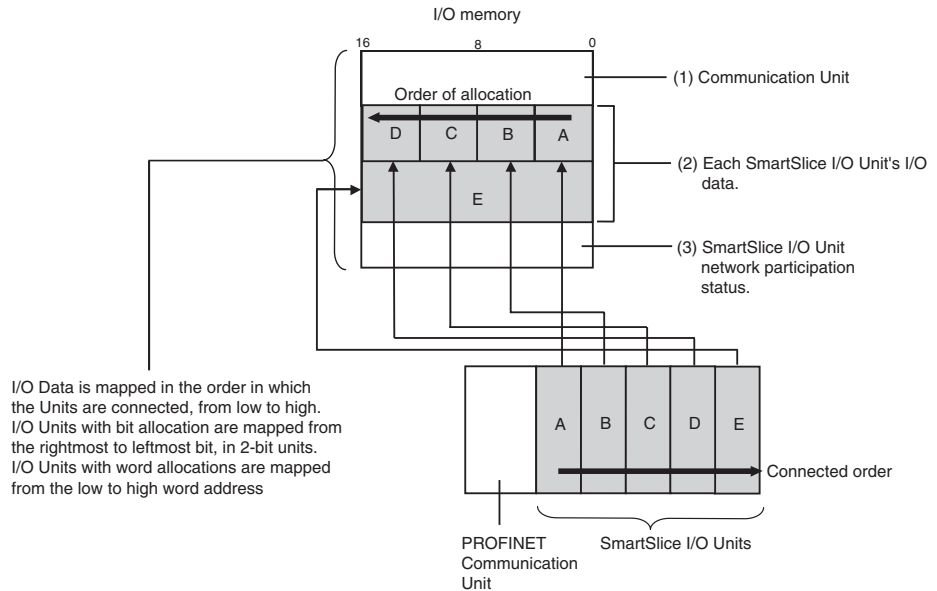 I/O memory
16 8 0
(1) Communication Unit
Order of allocation
D C B A
(2) Each SmartSlice I/O Unit's I/O
data.
E
(3) SmartSlice I/O Unit
network participation
status.
I/O Data is mapped in the order in which
the Units are connected, from low to high.
I/O Units with bit allocation are mapped from
the rightmost to leftmost bit, in 2-bit units.
I/O Units with word allocations are mapped
from the low to high word address
A B C D E
Connected order
PROFINET
Communication
Unit
SmartSlice I/O Units